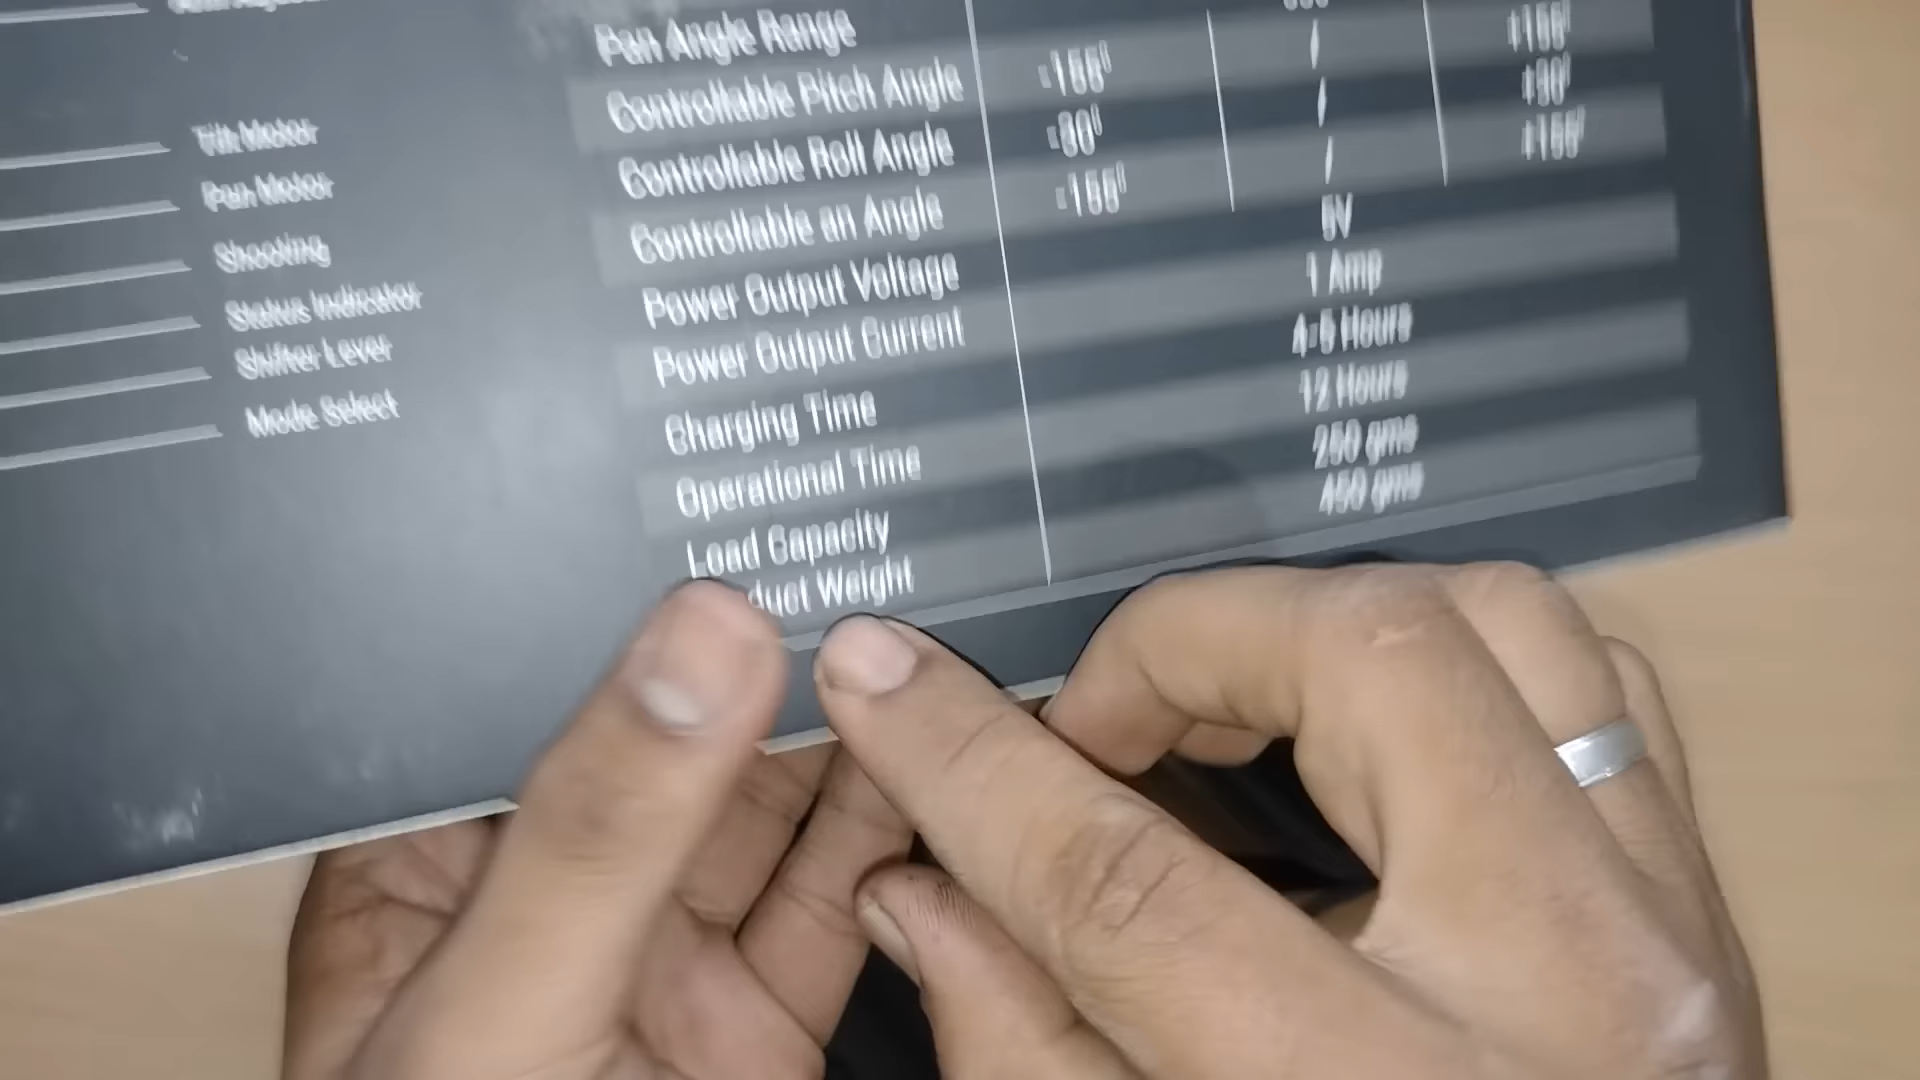 Tilt Motor
Pan Motor
Shooting
Status Indicator
Shifter Lever
Mode Select
Pan Angle Range
Controllable Pitch Angle
Controllable Roll Angle
Controllable an Angle
Power Output Voltage 5V
Power Output Current 1 Amp
Charging Time 4-5 Hours
Operational Time 12 Hours
Load Capacity 250 gms
duct Weight 450 gms